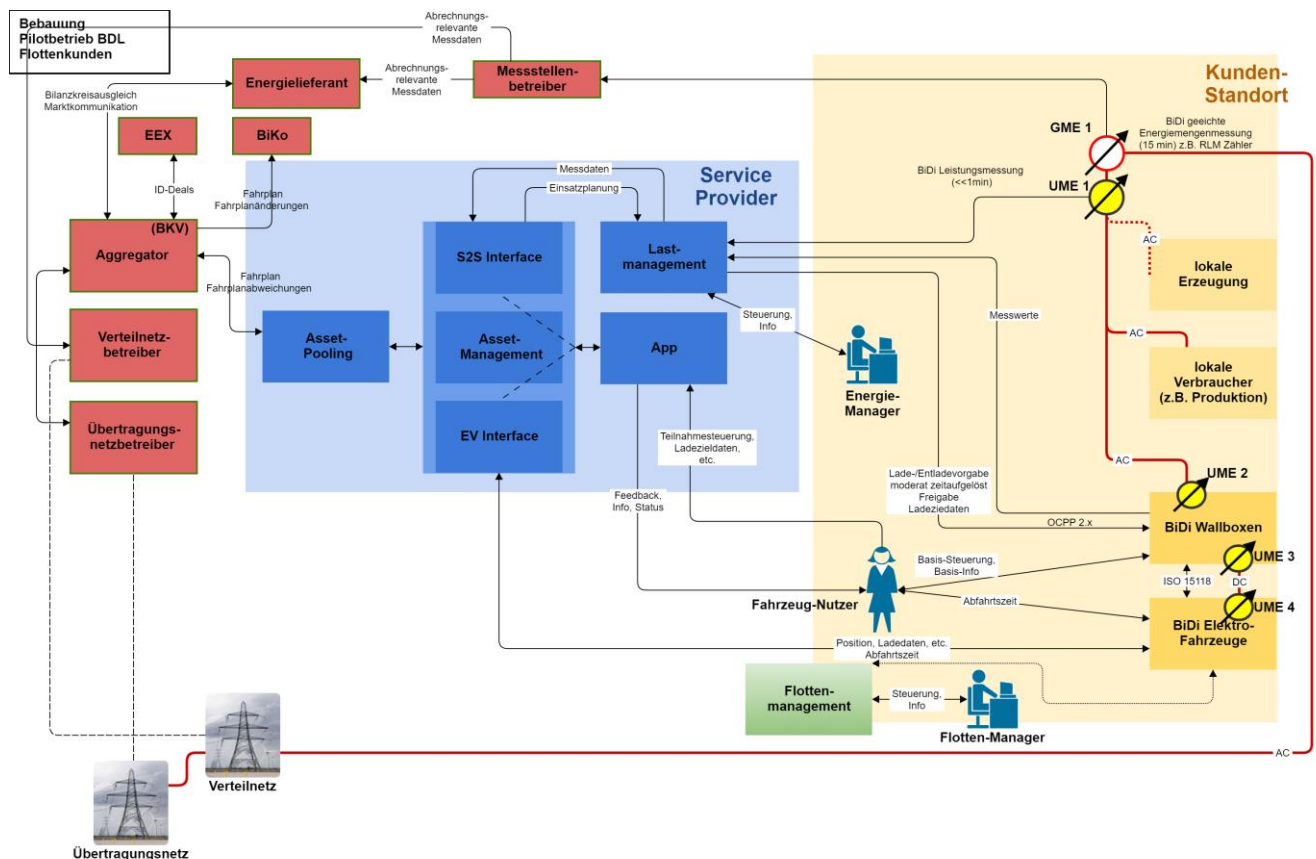 Bebauung
Pilotbetrieb BDL
Flottenkunden
Abrechnungs-
relevante
Messdaten
Energielieferant
Abrechnungs-
relevante
Messdaten
Messstellen-
betreiber
Kunden-
Standort
Bilanzkreisausgleich
Marktkommunikation
EEX
BiKo
GME 1
BiDi geeichte
Energiemengenmessung
(15 min) z.B. RLM Zähler
ID-Deals
Fahrplan
Fahrplanänderungen
Messdaten
Einsatzplanung
Service
Provider
BiDi Leistungsmessung
(<<1min)
UME 1
(BKV)
Aggregator
S2S Interface
Last-
management
AC
lokale
Erzeugung
Fahrplan
Fahrplanabweichungen
Messwerte
Verteilnetz-
betreiber
Asset-
Pooling
Asset-
Management
App
Steuerung,
Info
AC
lokale
Verbraucher
(z.B. Produktion)
Energie-
Manager
Übertragungs-
netzbetreiber
EV Interface
Teilnahmesteuerung,
Ladezieldaten,
etc.
AC
UME 2
Feedback,
Info, Status
Lade-/Entladevorgabe
moderat zeitaufgelöst
Freigabe
Ladeziedaten
OCPP 2.x
BiDi Wallboxen
Basis-Steuerung,
Basis-Info
UME 3
ISO 15118
DC
Fahrzeug-Nutzer
Abfahrtszeit
UME 4
BiDi Elektro-
Fahrzeuge
Position, Ladedaten, etc.
Abfahrtszeit
Flotten-
management
Steuerung,
Info
Flotten-Manager
AC
Verteilnetz
Übertragungsnetz